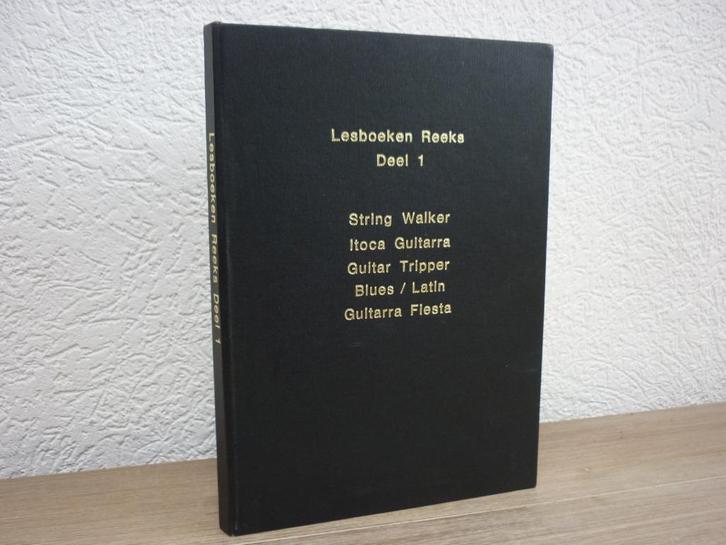 Lesboeken Reeks
Deel 1
String Walker
Itoca Guitarra
Guitar Tripper
Blues / Latin
Guitarra Fiesta
Lesboeken Reeks Deel 1